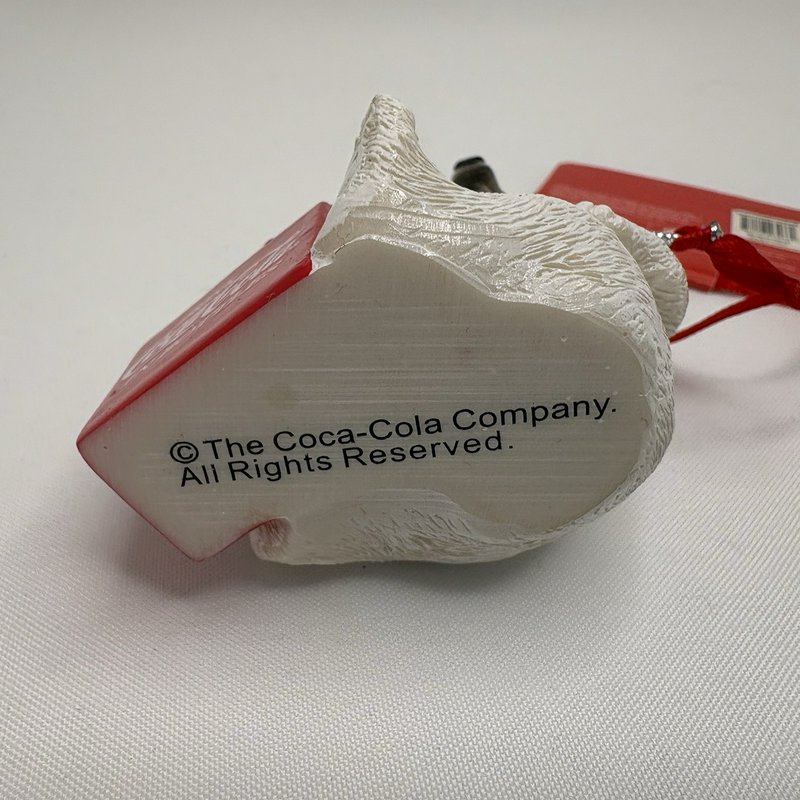 © The Coca-Cola Company.
All Rights Reserved.